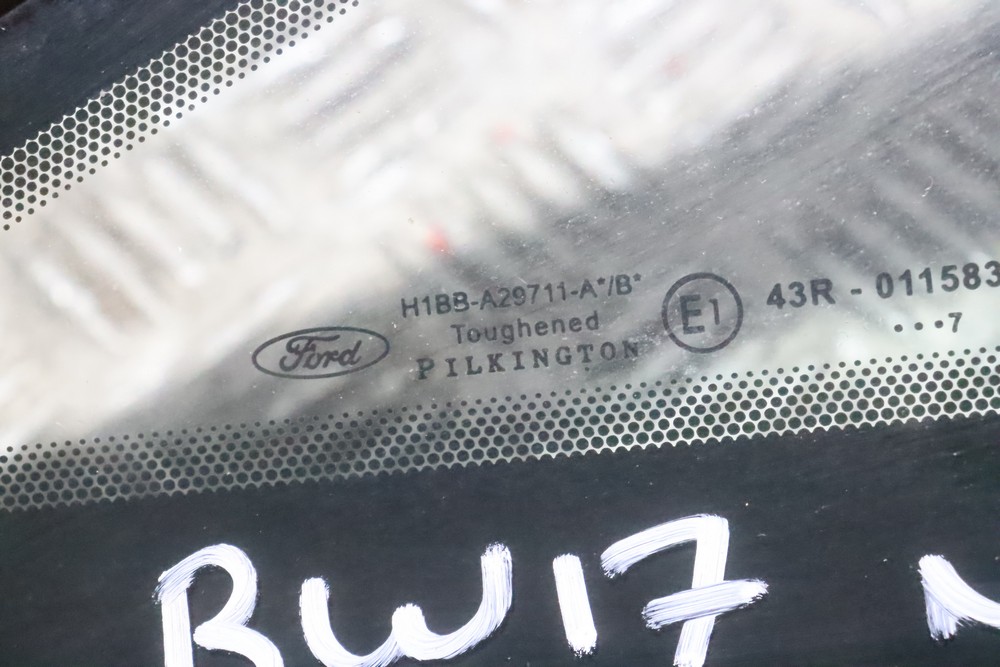 H1BB-A29711-A*/B*
Ford
Toughened
PILKINGTON
E1
43R - 011583
•••7
BW17